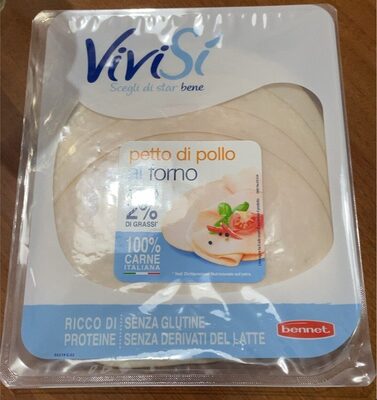 ViviSì
Scegli di star bene
petto di pollo
al forno
2%
DI GRASSI*
100%
CARNE
ITALIANA
RICCO DI
PROTEINE
SENZA GLUTINE
SENZA DERIVATI DEL LATTE
bennet